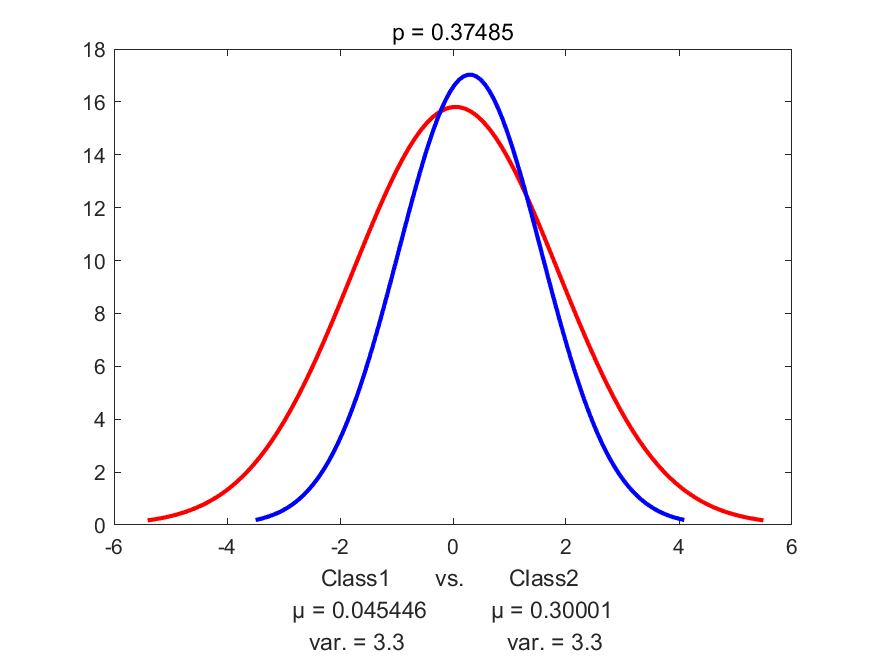 p = 0.37485
18
16
14
12
10
8
6
4
2
0
-6 -4 -2 0 2 4 6
Class1 vs. Class2
μ = 0.045446 μ = 0.30001
var. = 3.3 var. = 3.3